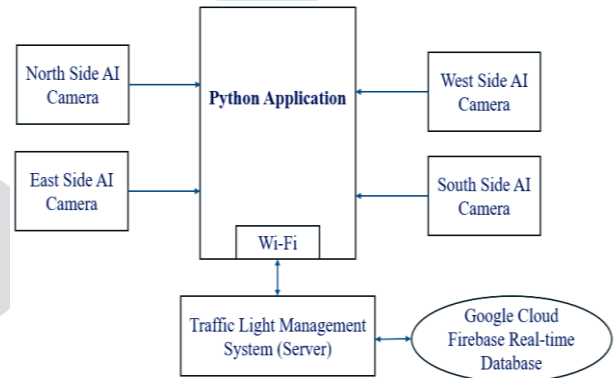 North Side AI
Camera
Python Application
West Side AI
Camera
East Side AI
Camera
South Side AI
Camera
Wi-Fi
Traffic Light Management
System (Server)
Google Cloud
Firebase Real-time
Database